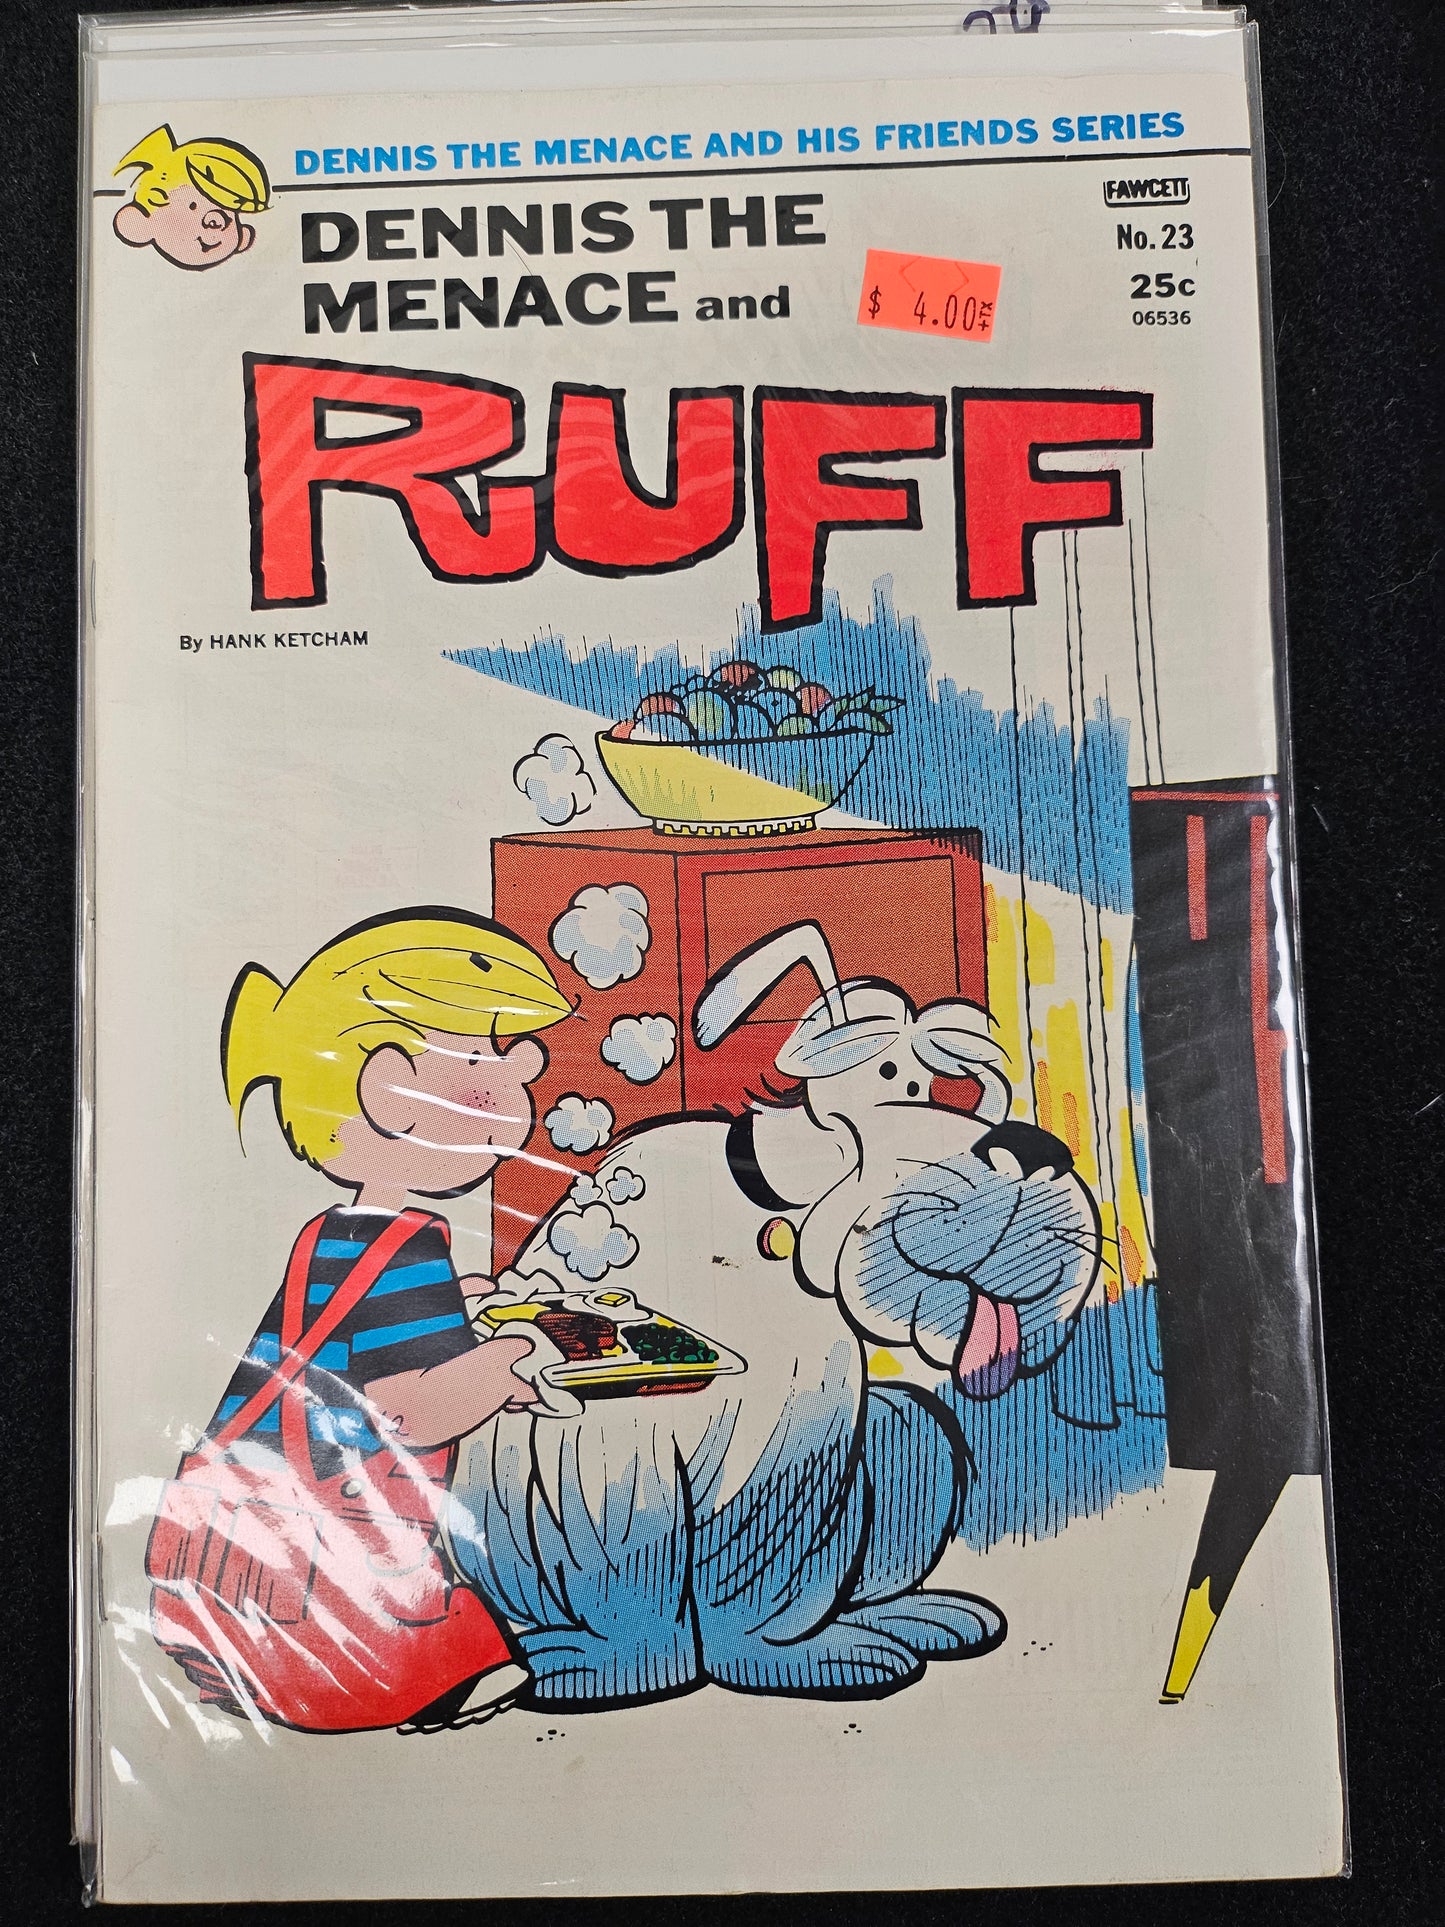 DENNIS THE MENACE AND HIS FRIENDS SERIES
DENNIS THE
MENACE and
RUFF
FAWCETT
No. 23
25c
06536
$ 4.00+TX
By HANK KETCHAM